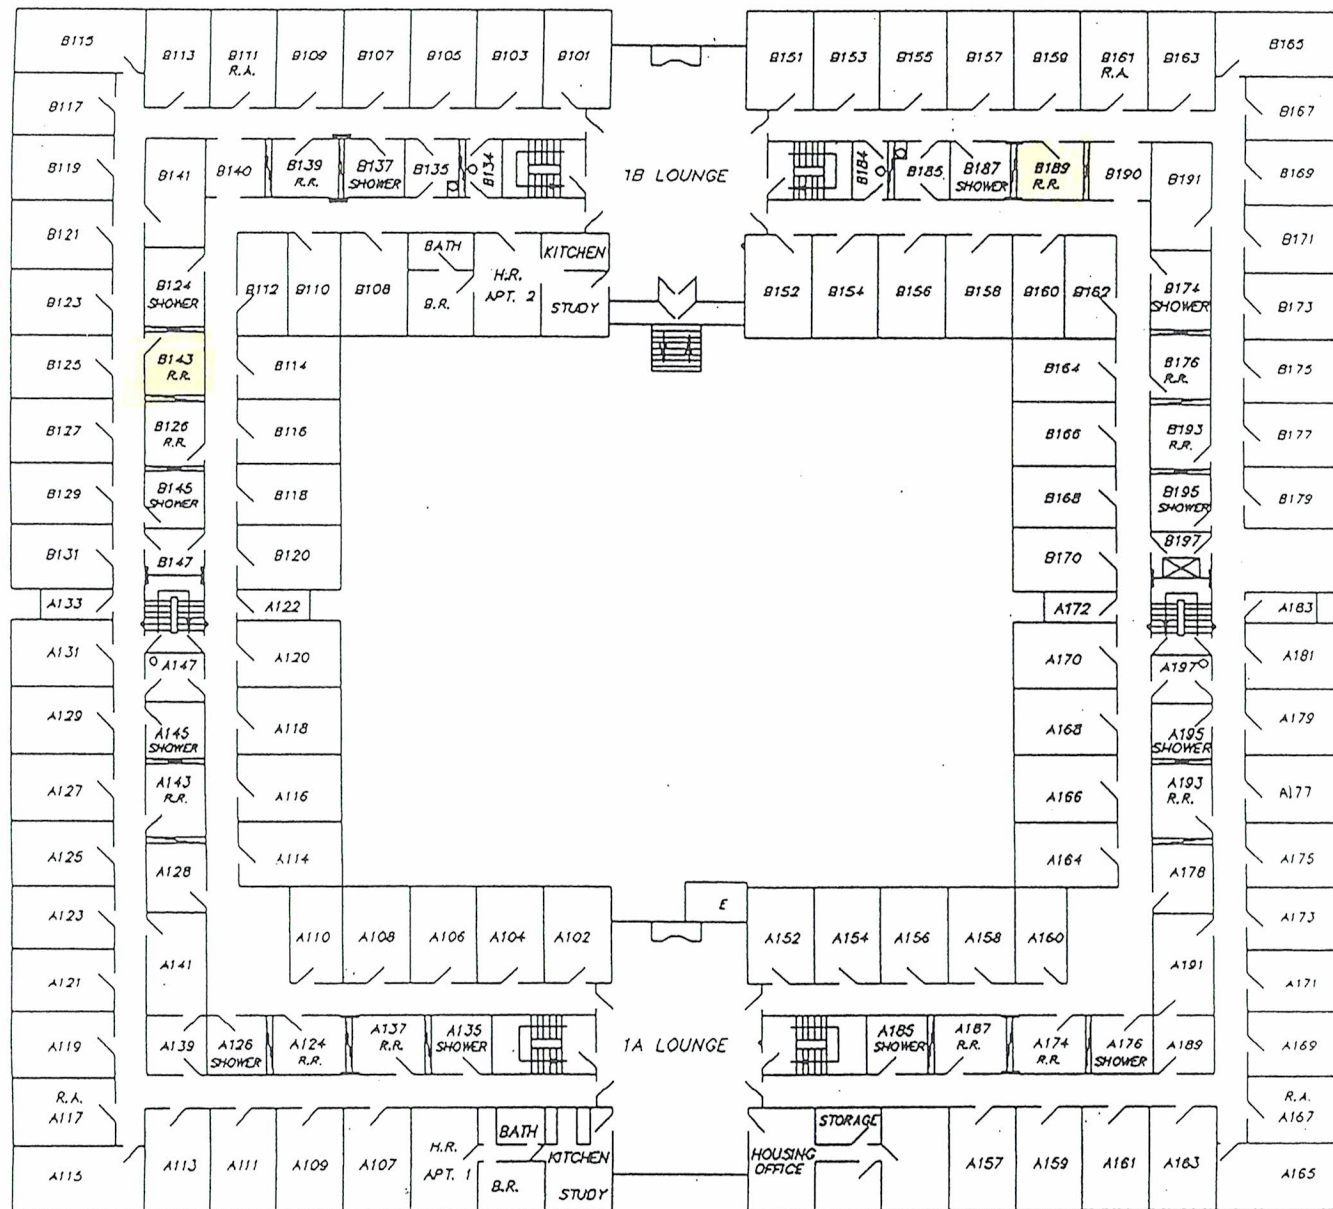 B115
B113
B111
R.A.
B109
B107
B105
B103
B101
B151
B153
B155
B157
B159
B161
R.A.
B163
B165
B117
B167
B119
B141
B140
B139
R.R.
B137
SHOWER
B135
B134
1B LOUNGE
B184
B185
B187
SHOWER
B189
R.R.
B190
B191
B169
B121
B171
B124
SHOWER
B112
B110
B108
BATH
B.R.
H.R.
APT. 2
KITCHEN
STUDY
B152
B154
B156
B158
B160
B162
B174
SHOWER
B123
B173
B125
B143
R.R.
B114
B164
B176
R.R.
B175
B127
B126
R.R.
B116
B166
B193
R.R.
B177
B129
B145
SHOWER
B118
B168
B195
SHOWER
B179
B131
B147
B120
B170
B197
A133
A122
A172
A183
A131
A147
A120
A170
A197
A181
A129
A145
SHOWER
A118
A168
A195
SHOWER
A179
A127
A143
R.R.
A116
A166
A193
R.R.
A177
A125
A128
A114
A164
A178
A175
A123
A110
A108
A106
A104
A102
E
A152
A154
A156
A158
A160
A173
A121
A141
A191
A171
A119
A139
A126
SHOWER
A124
R.R.
A137
R.R.
A135
SHOWER
1A LOUNGE
A185
SHOWER
A187
R.R.
A174
R.R.
A176
SHOWER
A189
A169
R.A.
A117
R.A.
A167
A115
A113
A111
A109
A107
H.R.
APT. 1
BATH
B.R.
KITCHEN
STUDY
HOUSING
OFFICE
STORAGE
A157
A159
A161
A163
A165